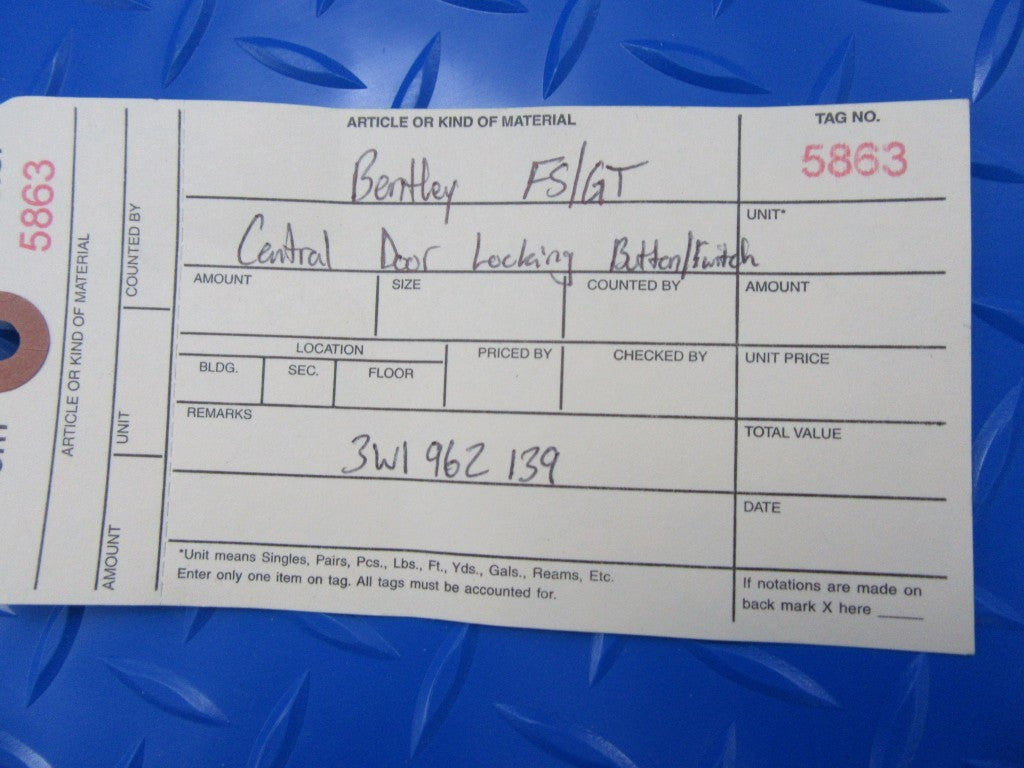 ARTICLE OR KIND OF MATERIAL
Bentley FS/GT
Central Door Locking Button/Switch
TAG NO.
5863
UNIT*
AMOUNT
SIZE
COUNTED BY
AMOUNT
LOCATION
BLDG.
SEC.
FLOOR
PRICED BY
CHECKED BY
UNIT PRICE
REMARKS
3W1 962 139
TOTAL VALUE
DATE
*Unit means Singles, Pairs, Pcs., Lbs., Ft., Yds., Gals., Reams, Etc.
Enter only one item on tag. All tags must be accounted for.
If notations are made on
back mark X here
5863
ARTICLE OR KIND OF MATERIAL
COUNTED BY
UNIT
AMOUNT